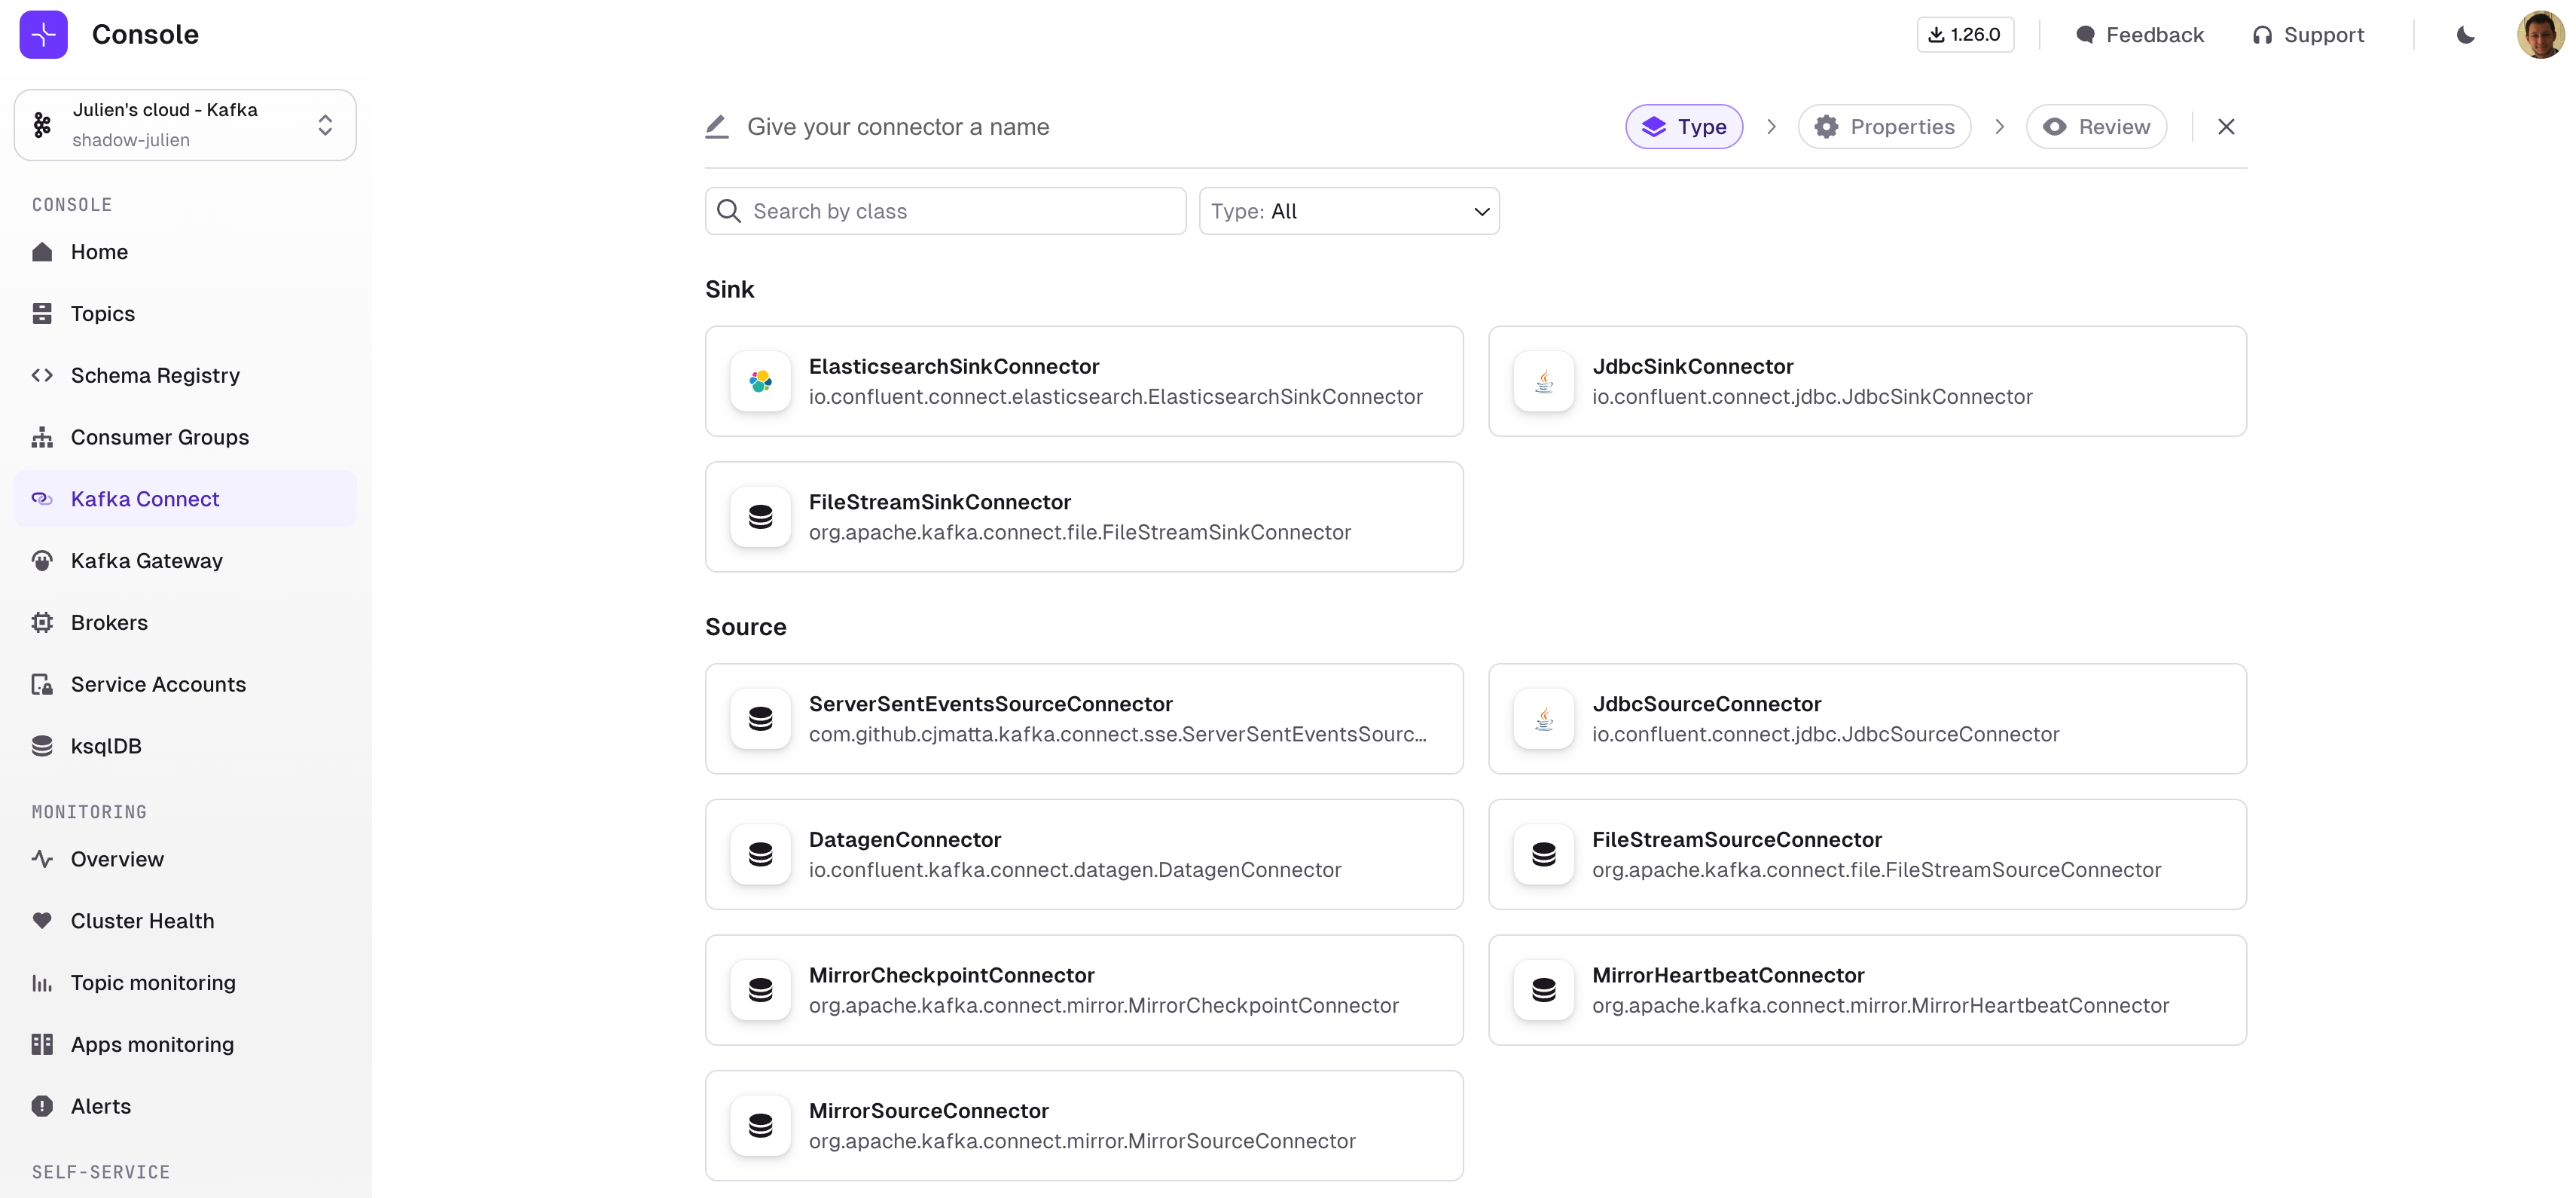 Console
1.26.0
Feedback
Support
Julien's cloud - Kafka
shadow-julien
CONSOLE
Home
Topics
Schema Registry
Consumer Groups
Kafka Connect
Kafka Gateway
Brokers
Service Accounts
ksqlDB
MONITORING
Overview
Cluster Health
Topic monitoring
Apps monitoring
Alerts
SELF-SERVICE
Give your connector a name
Type
Properties
Review
Search by class
Type: All
Sink
ElasticsearchSinkConnector
io.confluent.connect.elasticsearch.ElasticsearchSinkConnector
JdbcSinkConnector
io.confluent.connect.jdbc.JdbcSinkConnector
FileStreamSinkConnector
org.apache.kafka.connect.file.FileStreamSinkConnector
Source
ServerSentEventsSourceConnector
com.github.cjmatta.kafka.connect.sse.ServerSentEventsSourc...
JdbcSourceConnector
io.confluent.connect.jdbc.JdbcSourceConnector
DatagenConnector
io.confluent.kafka.connect.datagen.DatagenConnector
FileStreamSourceConnector
org.apache.kafka.connect.file.FileStreamSourceConnector
MirrorCheckpointConnector
org.apache.kafka.connect.mirror.MirrorCheckpointConnector
MirrorHeartbeatConnector
org.apache.kafka.connect.mirror.MirrorHeartbeatConnector
MirrorSourceConnector
org.apache.kafka.connect.mirror.MirrorSourceConnector